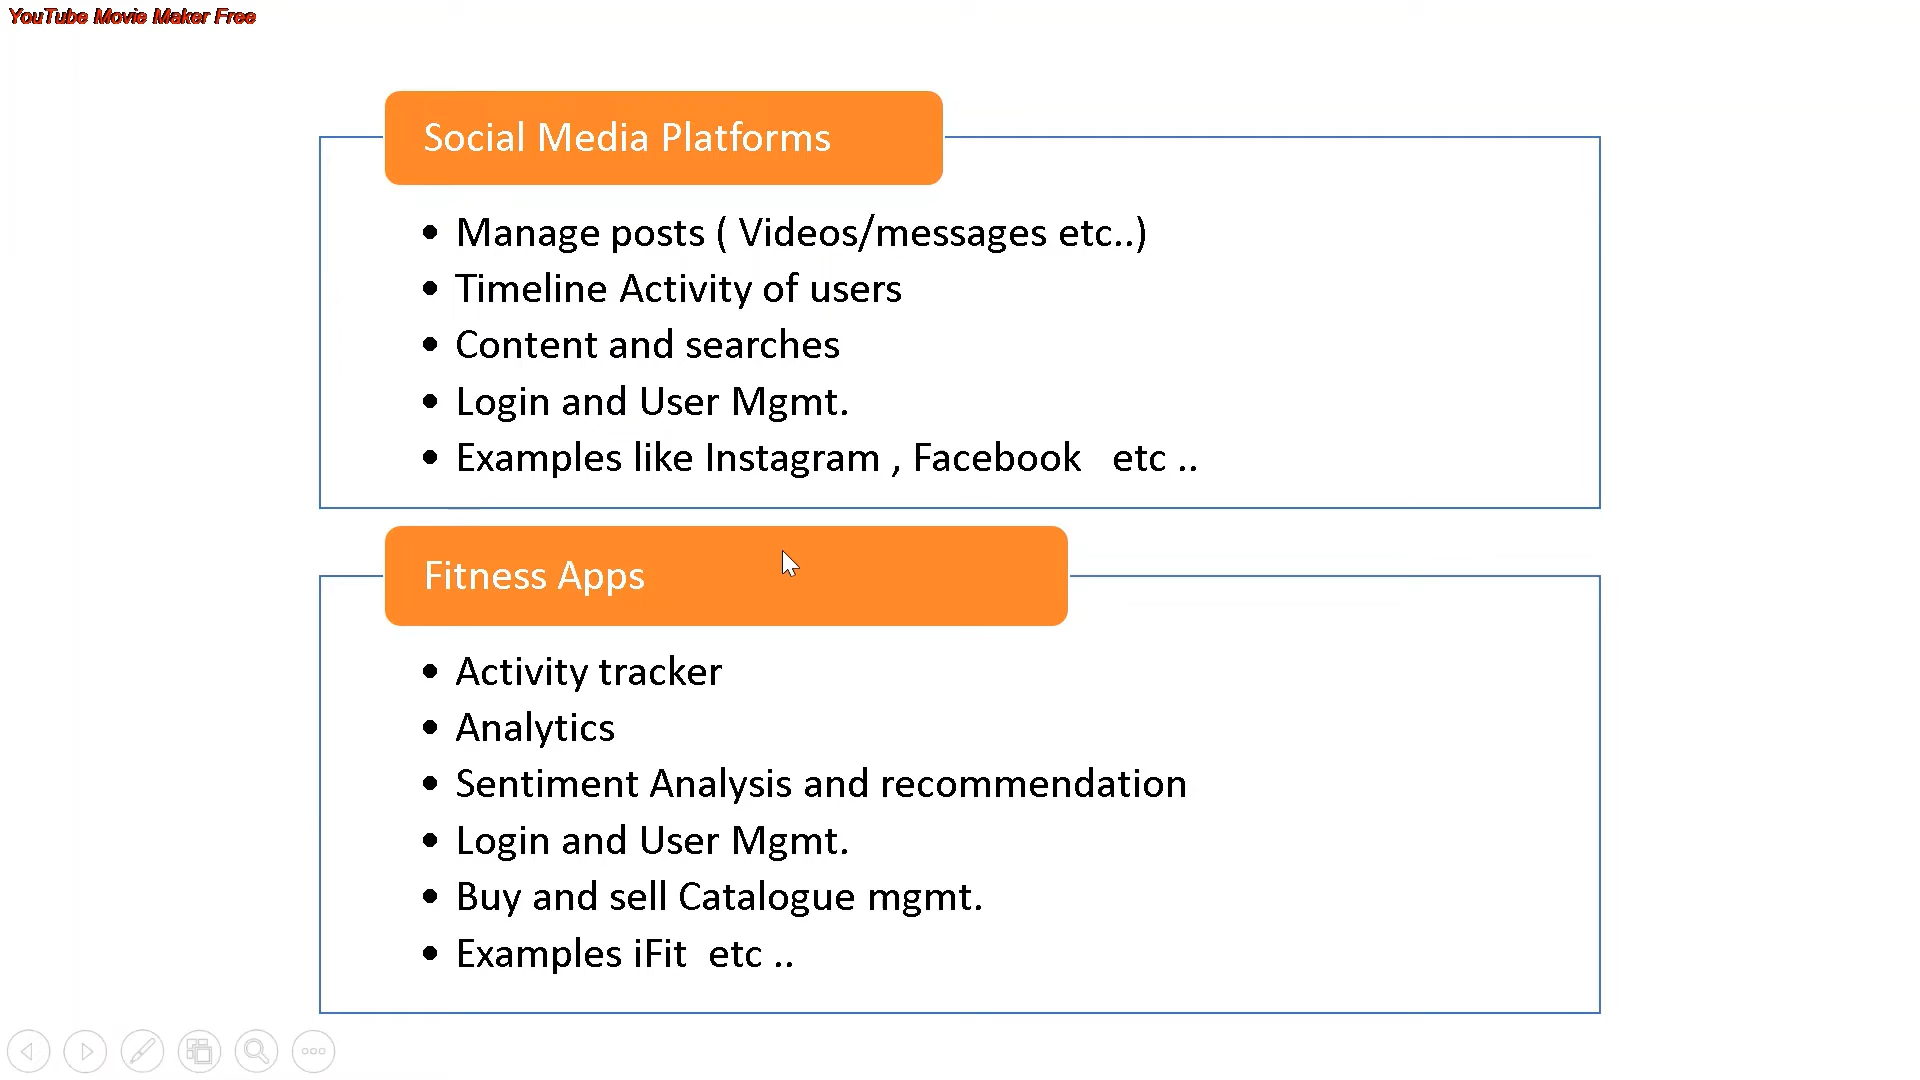 YouTube Movie Maker Free
Social Media Platforms
• Manage posts ( Videos/messages etc..)
• Timeline Activity of users
• Content and searches
• Login and User Mgmt.
• Examples like Instagram , Facebook   etc ..
Fitness Apps
• Activity tracker
• Analytics
• Sentiment Analysis and recommendation
• Login and User Mgmt.
• Buy and sell Catalogue mgmt.
• Examples iFit  etc ..